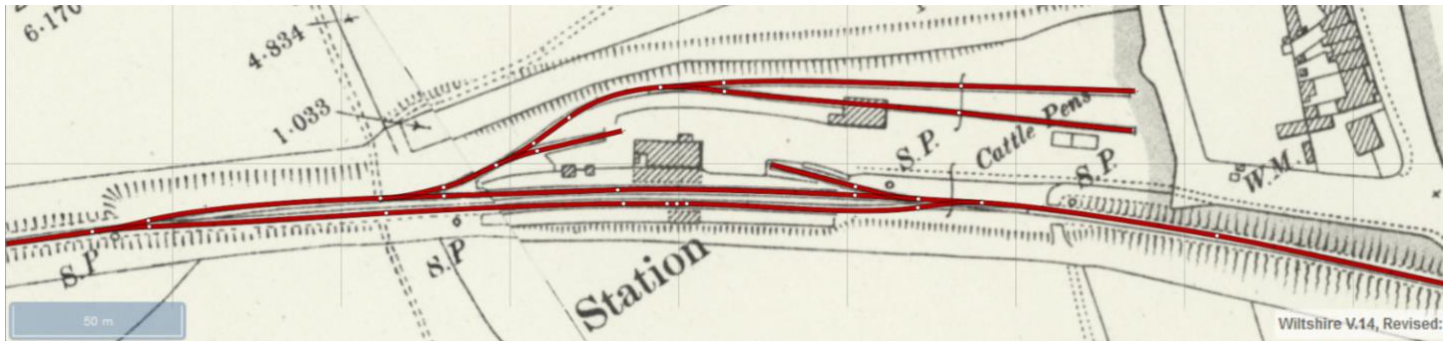 6·170
4·834
1·033
S.P.
Cattle Pens
S.P.
W.M.
S.P
S.P
Station
50 m
Wiltshire V.14, Revised: